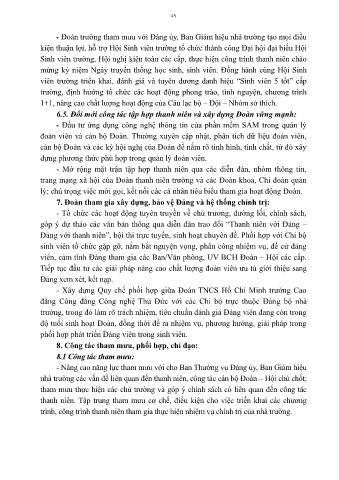 45
- Đoàn trường tham mưu với Đảng ủy, Ban Giám hiệu nhà trường tạo mọi điều
kiện thuận lợi, hỗ trợ Hội Sinh viên trường tổ chức thành công Đại hội đại biểu Hội
Sinh viên trường, Hội nghị kiện toàn các cấp, thực hiện công trình thanh niên chào
mừng kỷ niệm Ngày truyền thống học sinh, sinh viên. Đồng hành cùng Hội Sinh
viên trường triển khai, đánh giá và tuyên dương danh hiệu “Sinh viên 5 tốt” cấp
trường, định hướng tổ chức các hoạt động phong trào, tình nguyện, chương trình
1+1, nâng cao chất lượng hoạt động của Câu lạc bộ – Đội – Nhóm sở thích.
6.5. Đổi mới công tác tập hợp thanh niên và xây dựng Đoàn vững mạnh:
- Đầu tư ứng dụng công nghệ thông tin của phần mềm SAM trong quản lý
đoàn viên và cán bộ Đoàn. Thường xuyên cập nhật, phân tích dữ liệu đoàn viên,
cán bộ Đoàn và các kỳ hội nghị của Đoàn để nắm rõ tình hình, tính chất, từ đó xây
dựng phương thức phù hợp trong quản lý đoàn viên.
- Mở rộng mặt trận tập hợp thanh niên qua các diễn đàn, nhóm thông tin,
trang mạng xã hội của Đoàn thanh niên trường và các Đoàn khoa, Chi đoàn quản
lý; chú trọng việc mời gọi, kết nối các cá nhân tiêu biểu tham gia hoạt động Đoàn.
7. Đoàn tham gia xây dựng, bảo vệ Đảng và hệ thống chính trị:
- Tổ chức các hoạt động tuyên truyền về chủ trương, đường lối, chính sách,
góp ý dự thảo các văn bản thông qua diễn đàn trao đổi “Thanh niên với Đảng –
Đảng với thanh niên”, hội thi trực tuyến, sinh hoạt chuyên đề. Phối hợp với Chi bộ
sinh viên tổ chức gặp gỡ, nắm bắt nguyện vọng, phân công nhiệm vụ, đề cử đảng
viên, cảm tình Đảng tham gia các Ban/Văn phòng, UV BCH Đoàn – Hội các cấp.
Tiếp tục đầu tư các giải pháp nâng cao chất lượng đoàn viên ưu tú giới thiệu sang
Đảng xem xét, kết nạp.
- Xây dựng Quy chế phối hợp giữa Đoàn TNCS Hồ Chí Minh trường Cao
đẳng Công đẳng Công nghệ Thủ Đức với các Chi bộ trực thuộc Đảng bộ nhà
trường, trong đó làm rõ trách nhiệm, tiêu chuẩn đánh giá Đảng viên đang còn trong
độ tuổi sinh hoạt Đoàn, đồng thời đề ra nhiệm vụ, phương hướng, giải pháp trong
phối hợp phát triển Đảng viên trong sinh viên.
8. Công tác tham mưu, phối hợp, chỉ đạo:
8.1 Công tác tham mưu:
- Nâng cao năng lực tham mưu với cho Ban Thường vụ Đảng ủy, Ban Giám hiệu
nhà trường các vấn đề liên quan đến thanh niên, công tác cán bộ Đoàn – Hội chủ chốt;
tham mưu thực hiện các chủ trương và góp ý chính sách có liên quan đến công tác
thanh niên. Tập trung tham mưu cơ chế, điều kiện cho việc triển khai các chương
trình, công trình thanh niên tham gia thực hiện nhiệm vụ chính trị của nhà trường.